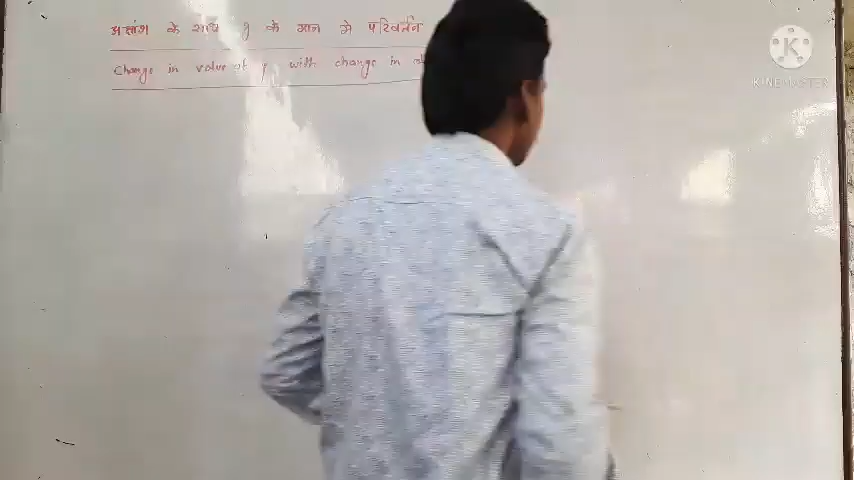 अक्षांश के साथ g के मान मे परिवर्तन
Change in value of g with change in
KINEMASTER